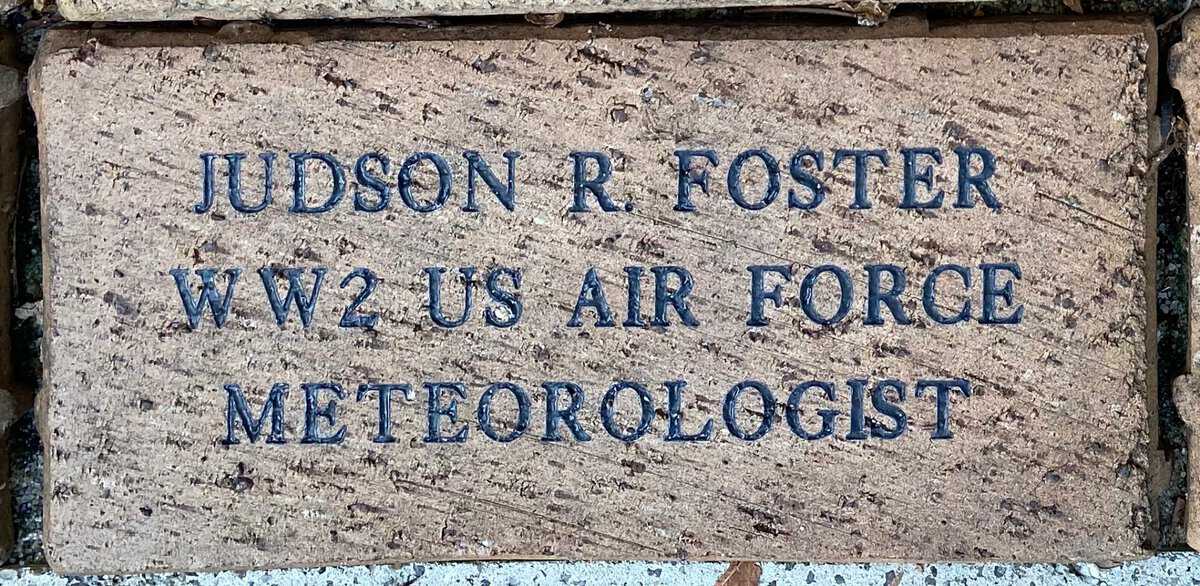 JUDSON R. FOSTER
WW2 US AIR FORCE
METEOROLOGIST